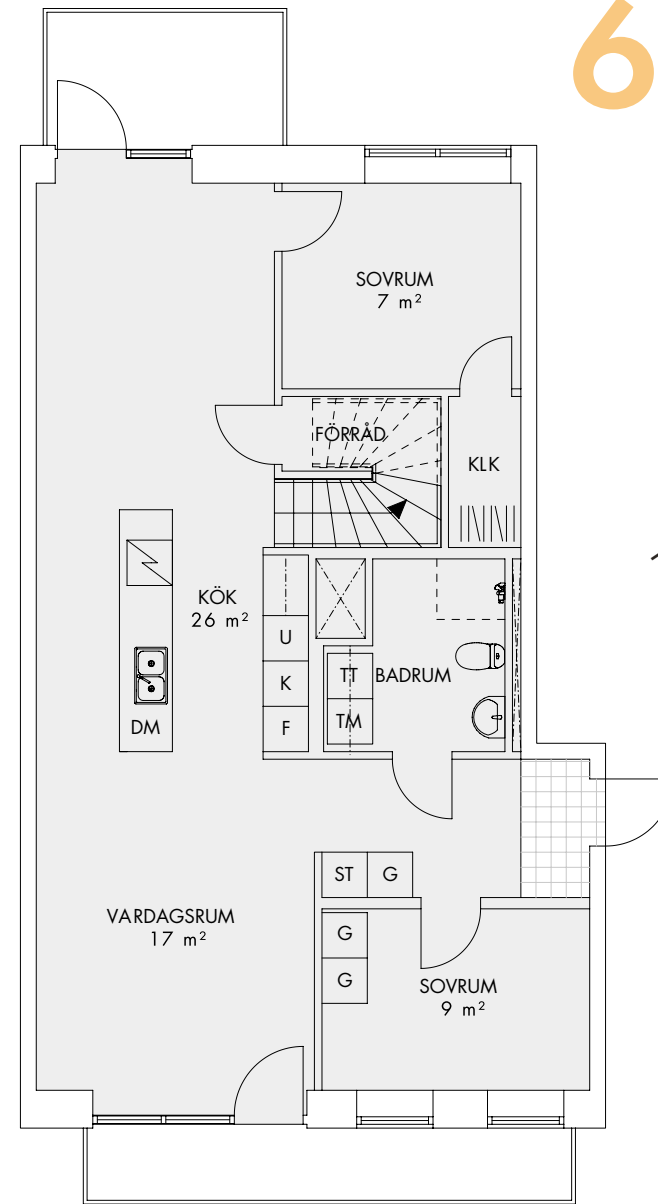 6
SOVRUM
7 m²
FÖRRÅD
KLK
KÖK
26 m²
U
K
F
TT
BADRUM
TM
DM
ST
G
VARDAGSRUM
17 m²
G
G
SOVRUM
9 m²